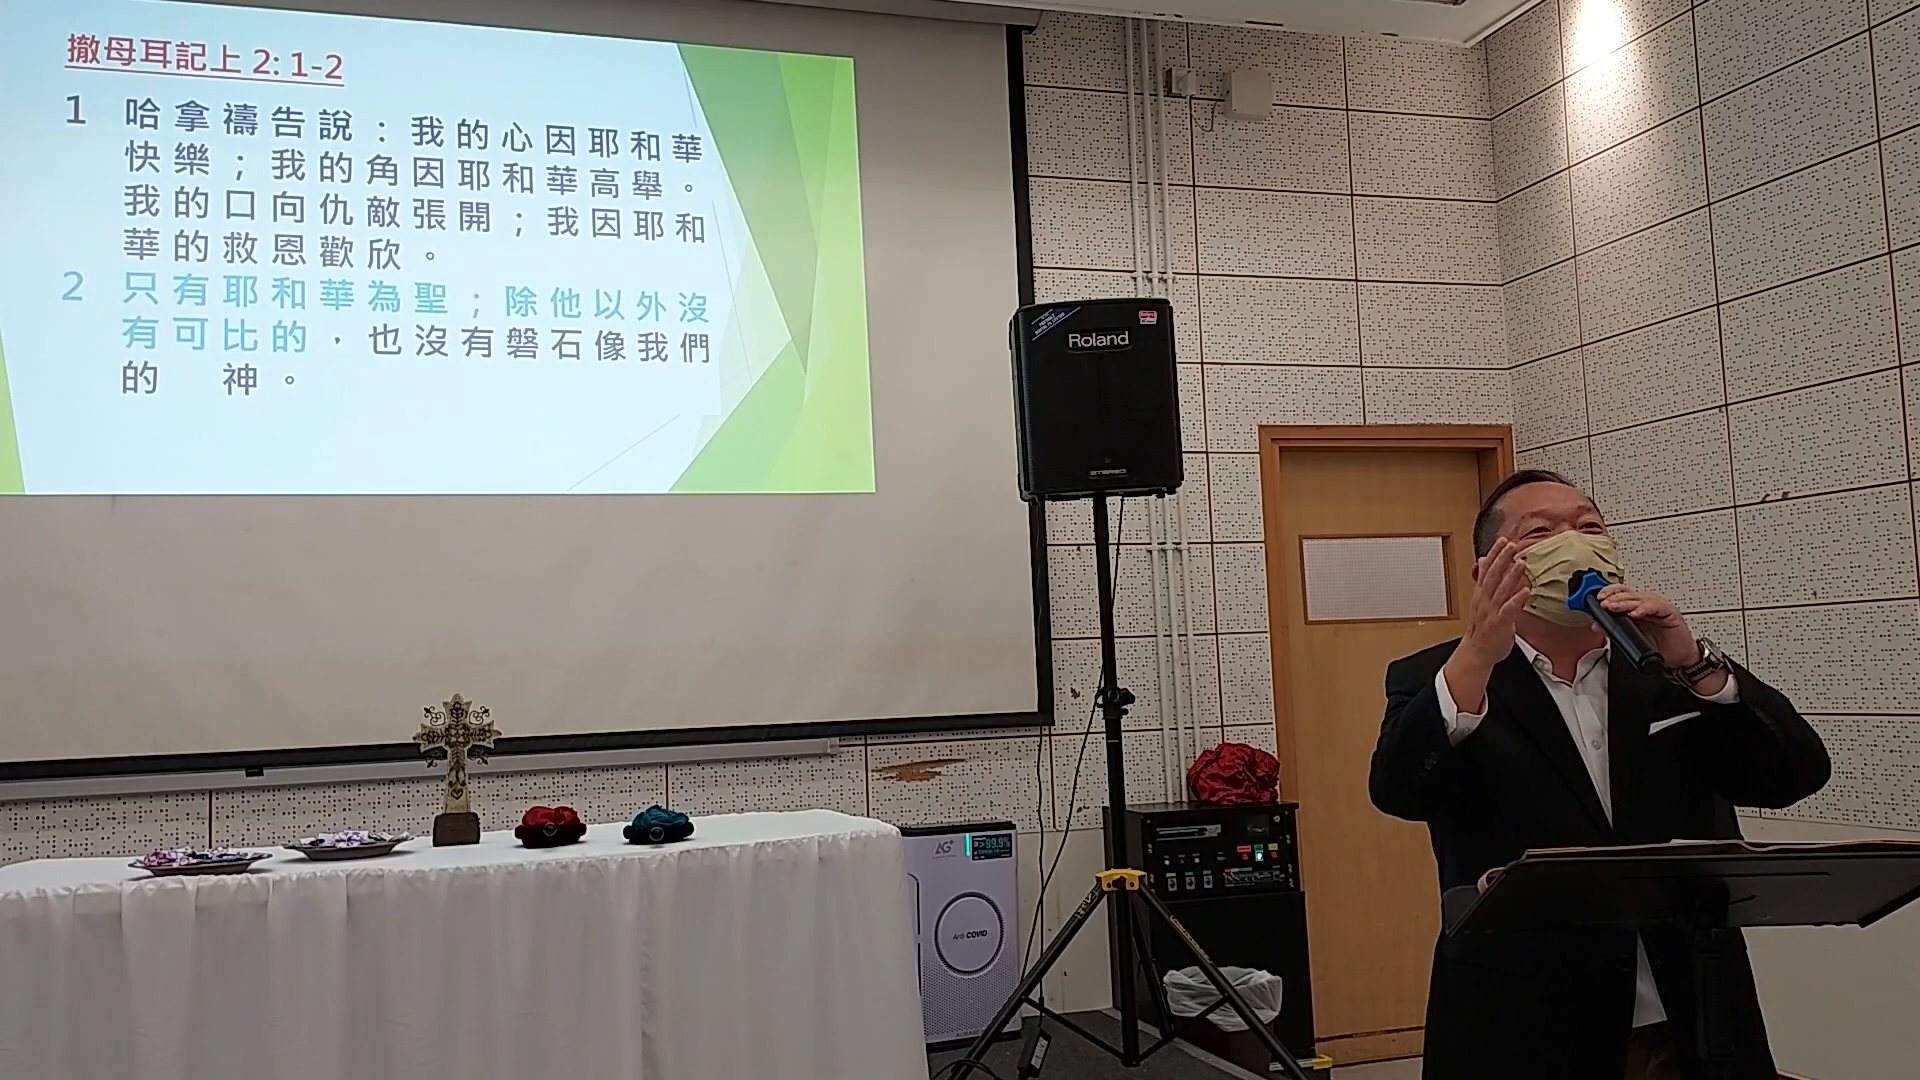 撒母耳記上 2: 1-2
1 哈拿禱告說：我的心因耶和華
快樂；我的角因耶和華高舉。
我的口向仇敵張開；我因耶和
華的救恩歡欣。
2 只有耶和華為聖；除他以外沒
有可比的，也沒有磐石像我們
的　神。
Roland
STEREO
AG+
>99.9%
Anti-COVID